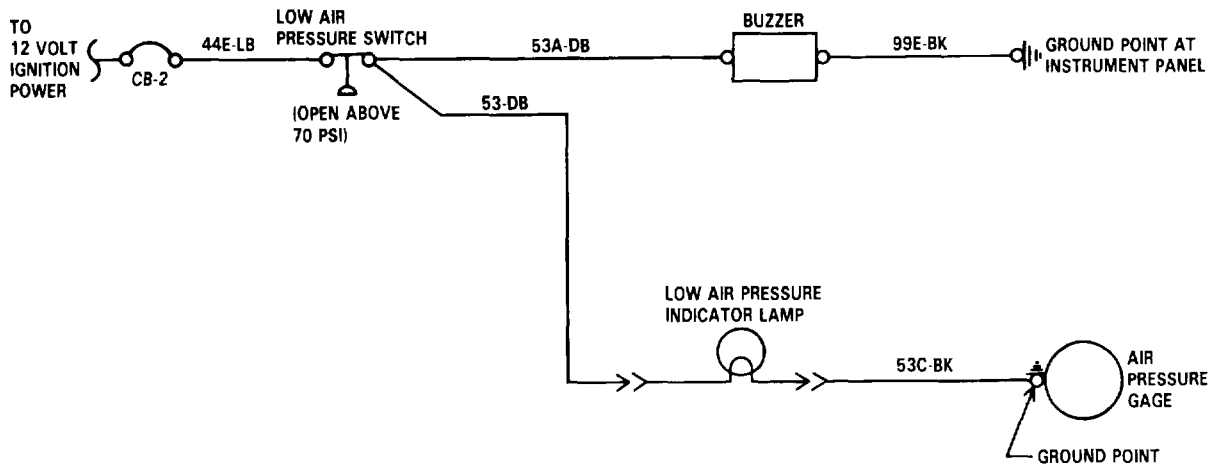 TO
12 VOLT
IGNITION
POWER
CB-2
44E-LB
LOW AIR
PRESSURE SWITCH
(OPEN ABOVE
70 PSI)
53A-DB
53-DB
BUZZER
99E-BK
GROUND POINT AT
INSTRUMENT PANEL
LOW AIR PRESSURE
INDICATOR LAMP
53C-BK
AIR
PRESSURE
GAGE
GROUND POINT